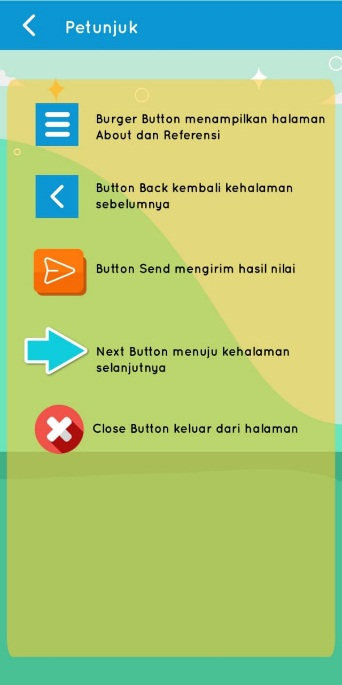 Petunjuk
Burger Button menampilkan halaman
About dan Referensi
Button Back kembali kehalaman
sebelumnya
Button Send mengirim hasil nilai
Next Button menuju kehalaman
selanjutnya
Close Button keluar dari halaman